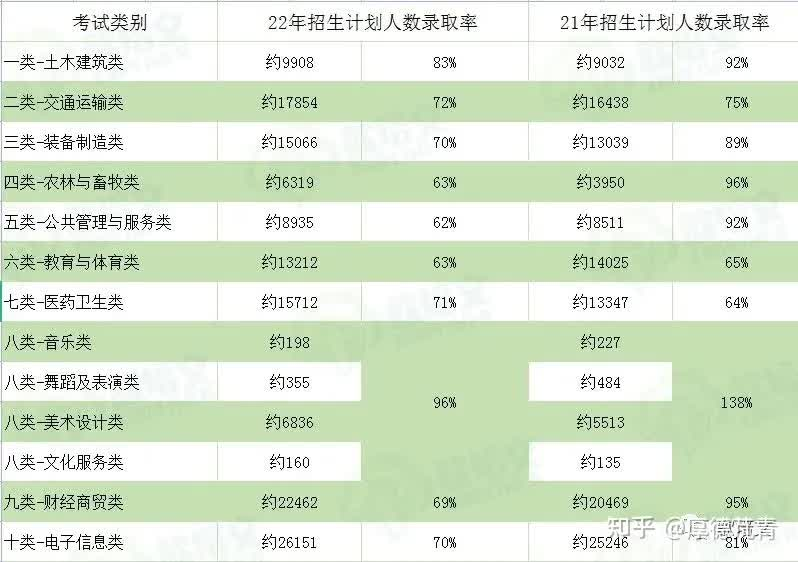 考试类别 22年招生计划人数录取率 21年招生计划人数录取率
一类-土木建筑类 约9908 83% 约9032 92%
二类-交通运输类 约17854 72% 约16438 75%
三类-装备制造类 约15066 70% 约13039 89%
四类-农林与畜牧类 约6319 63% 约3950 96%
五类-公共管理与服务类 约8935 62% 约8511 92%
六类-教育与体育类 约13212 63% 约14025 65%
七类-医药卫生类 约15712 71% 约13347 64%
八类-音乐类 约198 约227
八类-舞蹈及表演类 约355 约484
96% 138%
八类-美术设计类 约6836 约5513
八类-文化服务类 约160 约135
九类-财经商贸类 约22462 69% 约20469 95%
十类-电子信息类 约26151 70% 约25246 81%
知乎